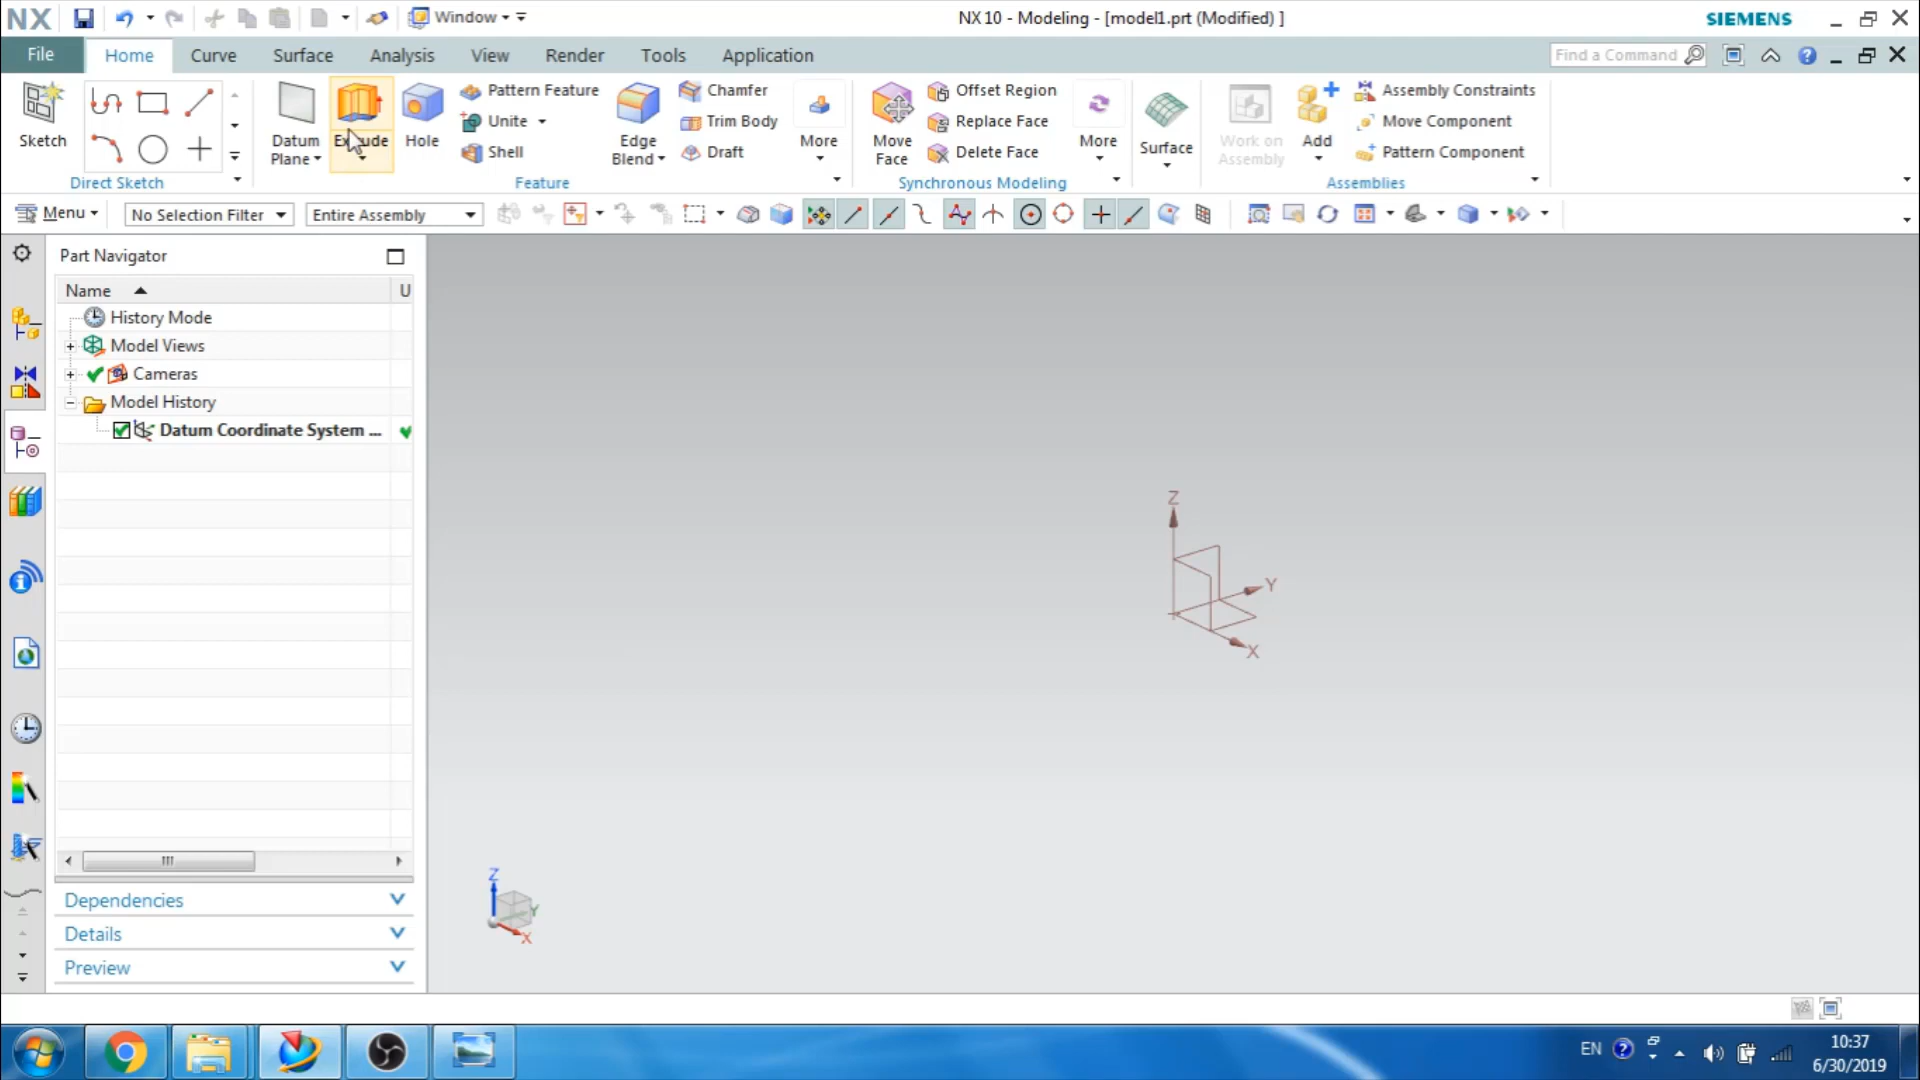 NX
Window
NX 10 - Modeling - [model1.prt (Modified) ]
SIEMENS
File
Home
Curve
Surface
Analysis
View
Render
Tools
Application
Find a Command
Sketch
Direct Sketch
Datum Plane
Extrude
Hole
Pattern Feature
Unite
Shell
Edge Blend
Chamfer
Trim Body
Draft
More
Feature
Move Face
Offset Region
Replace Face
Delete Face
More
Synchronous Modeling
Surface
Work on Assembly
Add
Assembly Constraints
Move Component
Pattern Component
Assemblies
Menu
No Selection Filter
Entire Assembly
Part Navigator
Name
U
History Mode
Model Views
Cameras
Model History
Datum Coordinate System ...
Z
Y
X
Z
Y
X
Dependencies
Details
Preview
EN
10:37
6/30/2019